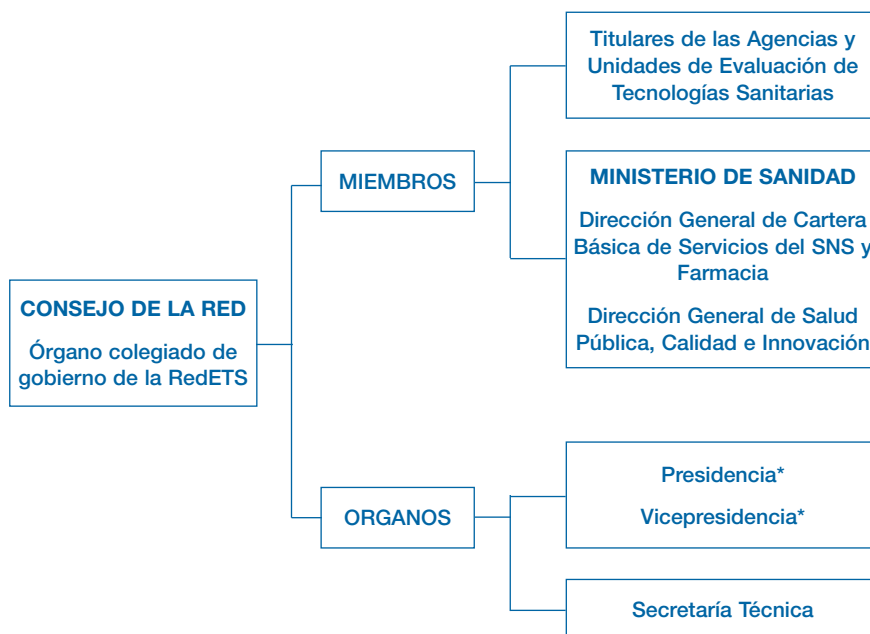 Titulares de las Agencias y
Unidades de Evaluación de
Tecnologías Sanitarias
MIEMBROS
MINISTERIO DE SANIDAD
Dirección General de Cartera
Básica de Servicios del SNS y
Farmacia
Dirección General de Salud
Pública, Calidad e Innovación
CONSEJO DE LA RED
Órgano colegiado de
gobierno de la RedETS
Presidencia*
Vicepresidencia*
ORGANOS
Secretaría Técnica